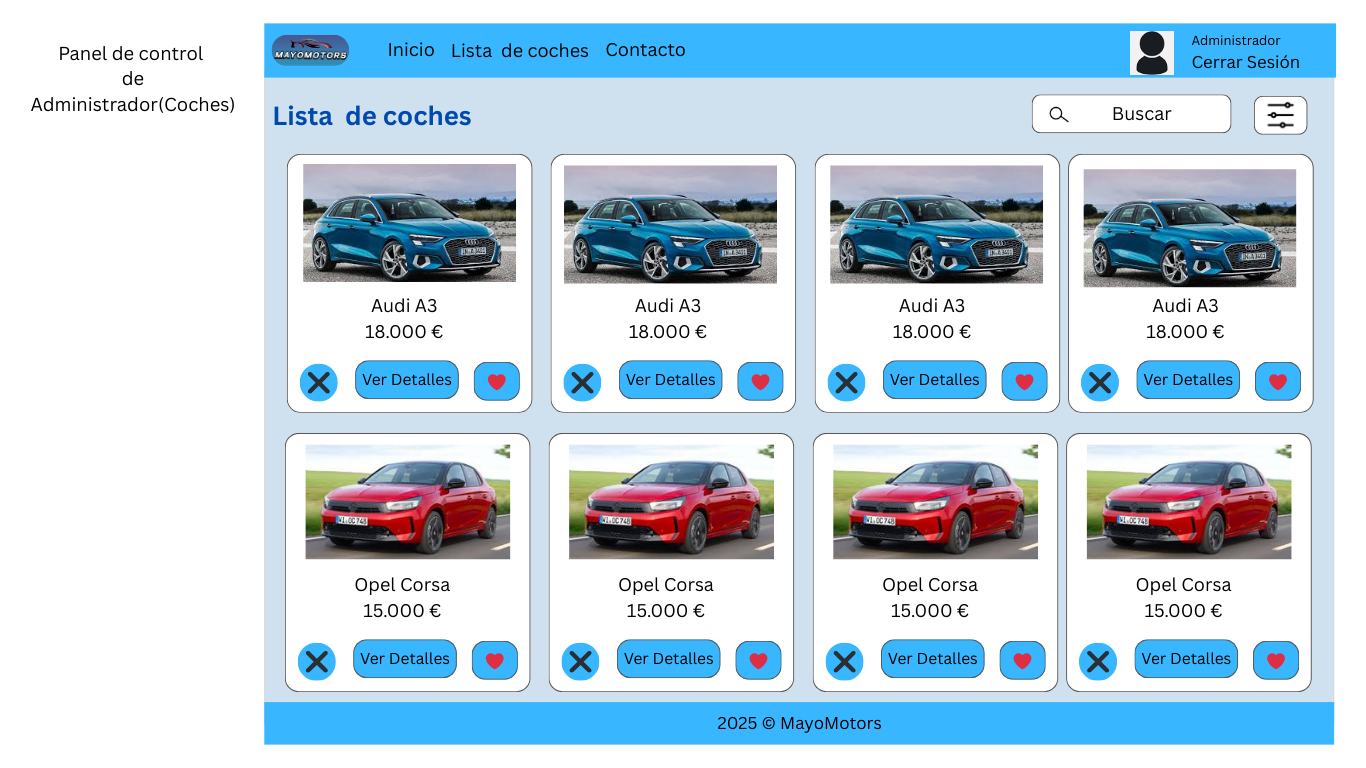 Panel de control
de
Administrador(Coches)
MAYOMOTORS
Inicio Lista de coches Contacto
Administrador
Cerrar Sesión
Lista de coches
Buscar
Audi A3
18.000 €
Ver Detalles
Audi A3
18.000 €
Ver Detalles
Audi A3
18.000 €
Ver Detalles
Audi A3
18.000 €
Ver Detalles
Opel Corsa
15.000 €
Ver Detalles
Opel Corsa
15.000 €
Ver Detalles
Opel Corsa
15.000 €
Ver Detalles
Opel Corsa
15.000 €
Ver Detalles
2025 © MayoMotors